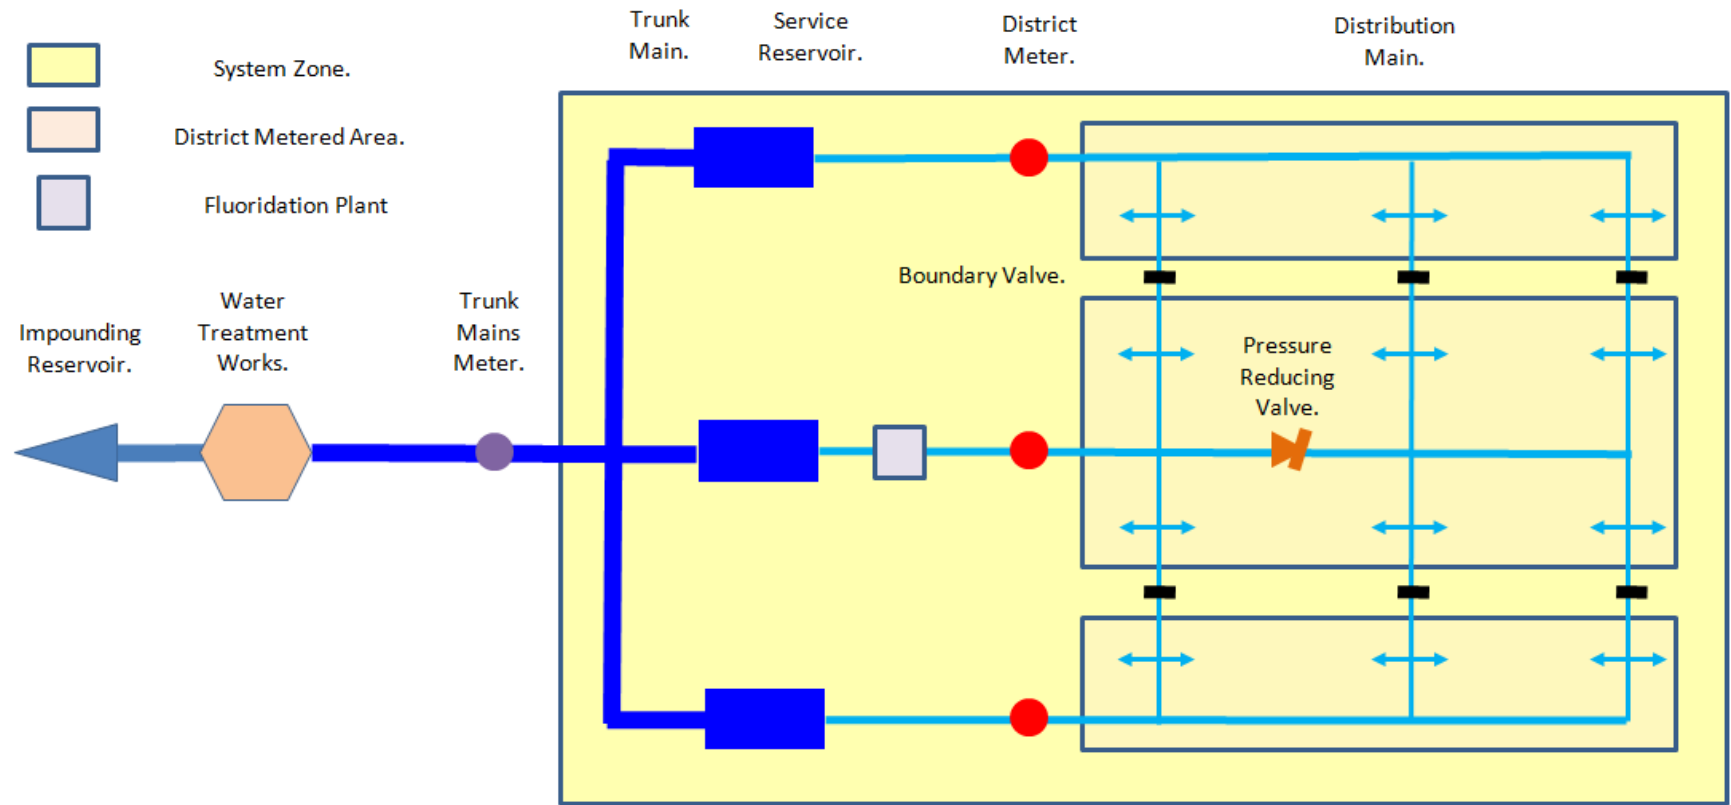 Trunk
Main.
Service
Reservoir.
District
Meter.
Distribution
Main.
System Zone.
District Metered Area.
Fluoridation Plant
Boundary Valve.
Impounding
Reservoir.
Water
Treatment
Works.
Trunk
Mains
Meter.
Pressure
Reducing
Valve.